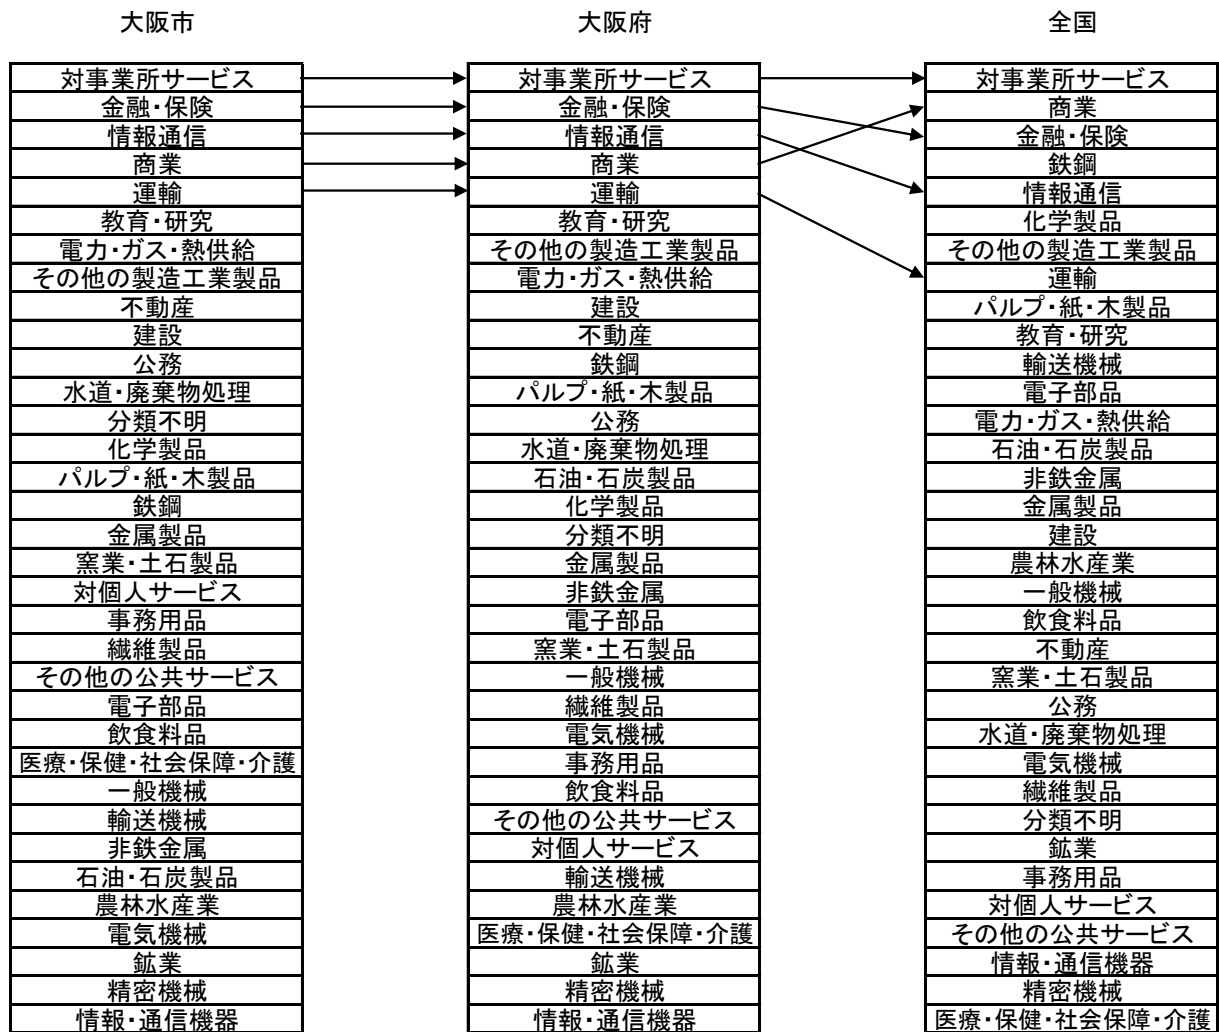 大阪市
大阪府
全国
対事業所サービス
金融・保険
情報通信
商業
運輸
教育・研究
電力・ガス・熱供給
その他の製造工業製品
不動産
建設
公務
水道・廃棄物処理
分類不明
化学製品
パルプ・紙・木製品
鉄鋼
金属製品
窯業・土石製品
対個人サービス
事務用品
繊維製品
その他の公共サービス
電子部品
飲食料品
医療・保健・社会保障・介護
一般機械
輸送機械
非鉄金属
石油・石炭製品
農林水産業
電気機械
鉱業
精密機械
情報・通信機器
対事業所サービス
金融・保険
情報通信
商業
運輸
教育・研究
その他の製造工業製品
電力・ガス・熱供給
建設
不動産
鉄鋼
パルプ・紙・木製品
公務
水道・廃棄物処理
石油・石炭製品
化学製品
分類不明
金属製品
非鉄金属
電子部品
窯業・土石製品
一般機械
繊維製品
電気機械
事務用品
飲食料品
その他の公共サービス
対個人サービス
輸送機械
農林水産業
医療・保健・社会保障・介護
鉱業
精密機械
情報・通信機器
対事業所サービス
商業
金融・保険
鉄鋼
情報通信
化学製品
その他の製造工業製品
運輸
パルプ・紙・木製品
教育・研究
輸送機械
電子部品
電力・ガス・熱供給
石油・石炭製品
非鉄金属
金属製品
建設
農林水産業
一般機械
飲食料品
不動産
窯業・土石製品
公務
水道・廃棄物処理
電気機械
繊維製品
分類不明
鉱業
事務用品
対個人サービス
その他の公共サービス
情報・通信機器
精密機械
医療・保健・社会保障・介護